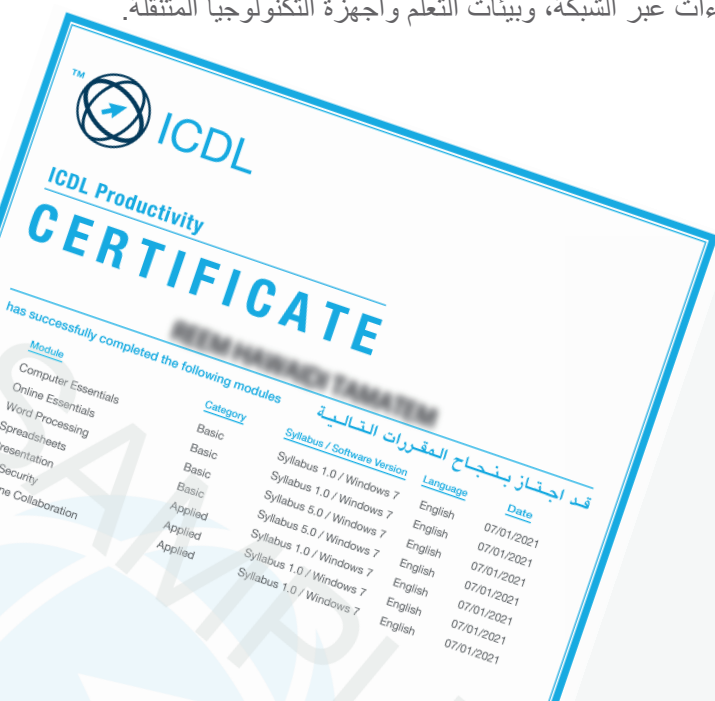 عبر الشبكة، وبيئات التعلم وأجهزة التكنولوجيا المتنقلة.
TM
ICDL
ICDL Productivity
CERTIFICATE
has successfully completed the following modules
قد اجتاز بنجاح المقررات التالية
Module Category Syllabus / Software Version Language Date
Computer Essentials Basic Syllabus 1.0 / Windows 7 English 07/01/2021
Online Essentials Basic Syllabus 1.0 / Windows 7 English 07/01/2021
Word Processing Basic Syllabus 5.0 / Windows 7 English 07/01/2021
Spreadsheets Basic Syllabus 5.0 / Windows 7 English 07/01/2021
Presentation Applied Syllabus 1.0 / Windows 7 English 07/01/2021
Security Applied Syllabus 1.0 / Windows 7 English 07/01/2021
Collaboration Applied Syllabus 1.0 / Windows 7 English 07/01/2021